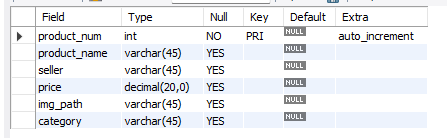 Field Type Null Key Default Extra
product_num int NO PRI NULL auto_increment
product_name varchar(45) YES NULL
seller varchar(45) YES NULL
price decimal(20,0) YES NULL
img_path varchar(45) YES NULL
category varchar(45) YES NULL